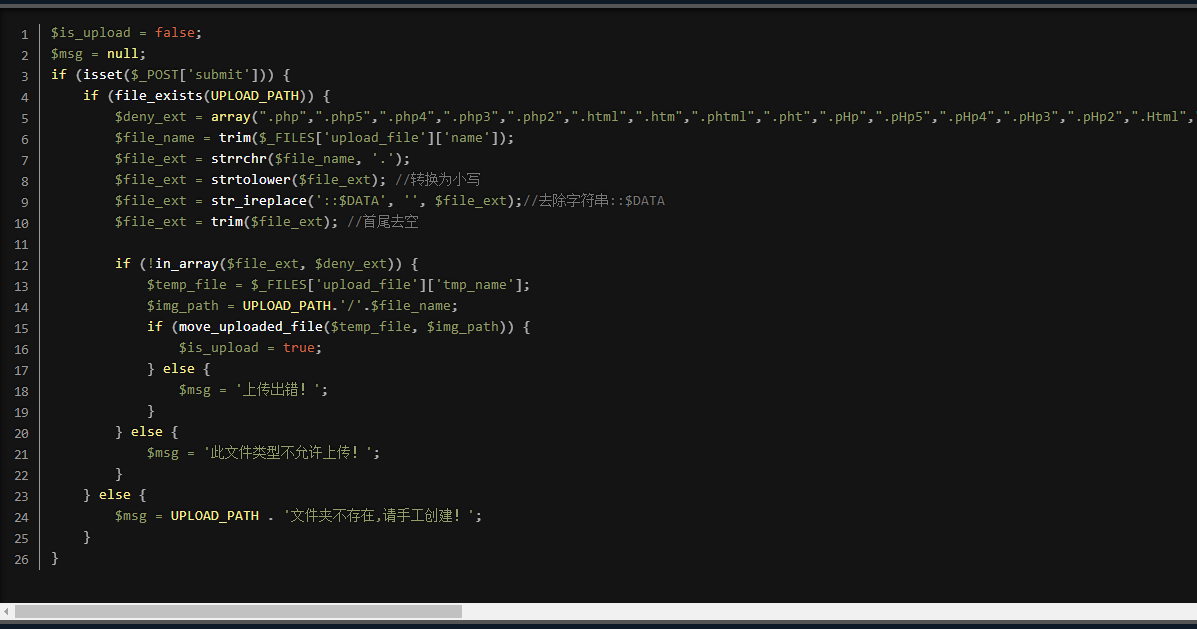 1 $is_upload = false;
2 $msg = null;
3 if (isset($_POST['submit'])) {
4     if (file_exists(UPLOAD_PATH)) {
5         $deny_ext = array(".php",".php5",".php4",".php3",".php2",".html",".htm",".phtml",".pht",".pHp",".pHp5",".pHp4",".pHp3",".pHp2",".Html",
6         $file_name = trim($_FILES['upload_file']['name']);
7         $file_ext = strrchr($file_name, '.');
8         $file_ext = strtolower($file_ext); //转换为小写
9         $file_ext = str_ireplace('::$DATA', '', $file_ext);//去除字符串::$DATA
10         $file_ext = trim($file_ext); //首尾去空
11
12         if (!in_array($file_ext, $deny_ext)) {
13             $temp_file = $_FILES['upload_file']['tmp_name'];
14             $img_path = UPLOAD_PATH.'/'.$file_name;
15             if (move_uploaded_file($temp_file, $img_path)) {
16                 $is_upload = true;
17             } else {
18                 $msg = '上传出错！';
19             }
20         } else {
21             $msg = '此文件类型不允许上传！';
22         }
23     } else {
24         $msg = UPLOAD_PATH . '文件夹不存在,请手工创建！';
25     }
26 }